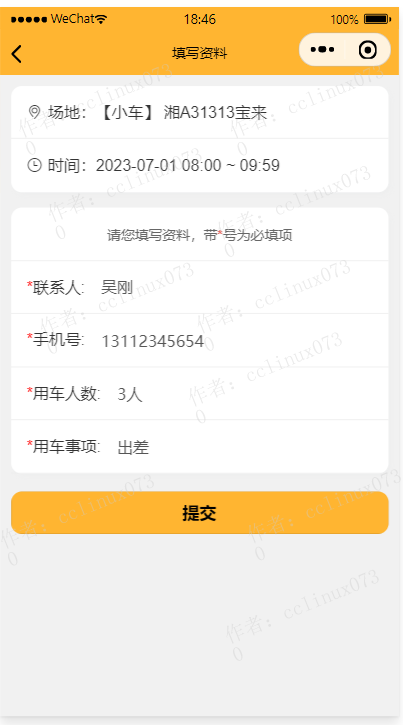 WeChat 18:46 100%
填写资料
场地：【小车】 湘A31313宝来
时间：2023-07-01 08:00 ~ 09:59
请您填写资料，带*号为必填项
*联系人: 吴刚
*手机号: 13112345654
*用车人数: 3人
*用车事项: 出差
提交
作者：cclinux0730
作者：cclinux0730
作者：cclinux0730
作者：cclinux0730
作者：cclinux0730
作者：cclinux0730
作者：cclinux0730
作者：cclinux0730
作者：cclinux0730